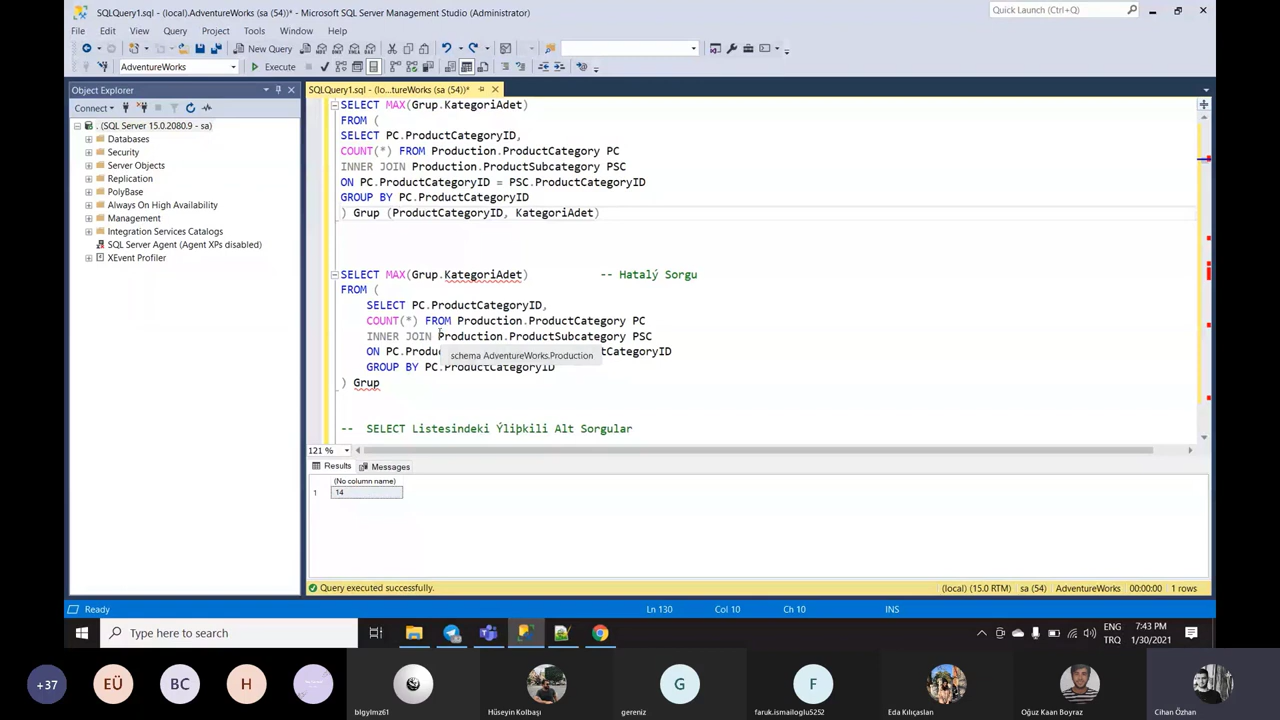 SQLQuery1.sql - (local).AdventureWorks (sa (54))* - Microsoft SQL Server Management Studio (Administrator)
Quick Launch (Ctrl+Q)
File Edit View Query Project Tools Window Help
New Query
AdventureWorks
Execute
Object Explorer
SQLQuery1.sql - (lo...tureWorks (sa (54))*
Connect
. (SQL Server 15.0.2080.9 - sa)
Databases
Security
Server Objects
Replication
PolyBase
Always On High Availability
Management
Integration Services Catalogs
SQL Server Agent (Agent XPs disabled)
XEvent Profiler
SELECT MAX(Grup.KategoriAdet)
FROM (
SELECT PC.ProductCategoryID,
COUNT(*) FROM Production.ProductCategory PC
INNER JOIN Production.ProductSubcategory PSC
ON PC.ProductCategoryID = PSC.ProductCategoryID
GROUP BY PC.ProductCategoryID
) Grup (ProductCategoryID, KategoriAdet)
SELECT MAX(Grup.KategoriAdet) -- Hatalý Sorgu
FROM (
SELECT PC.ProductCategoryID,
COUNT(*) FROM Production.ProductCategory PC
INNER JOIN Production.ProductSubcategory PSC
ON PC.Produ
tCategoryID
schema AdventureWorks.Production
GROUP BY PC.ProductCategoryID
) Grup
-- SELECT Listesindeki Ýliþkili Alt Sorgular
121 %
Results Messages
(No column name)
1 14
Query executed successfully.
(local) (15.0 RTM) sa (54) AdventureWorks 00:00:00 1 rows
Ready
Ln 130 Col 10 Ch 10 INS
Type here to search
ENG
TRQ
7:43 PM
1/30/2021
+37
EÜ
BC
H
G
F
blgylmz61
Hüseyin Kolbaşı
gereniz
faruk.ismailoglu5252
Eda Kılıçaslan
Oğuz Kaan Boyraz
Cihan Özhan